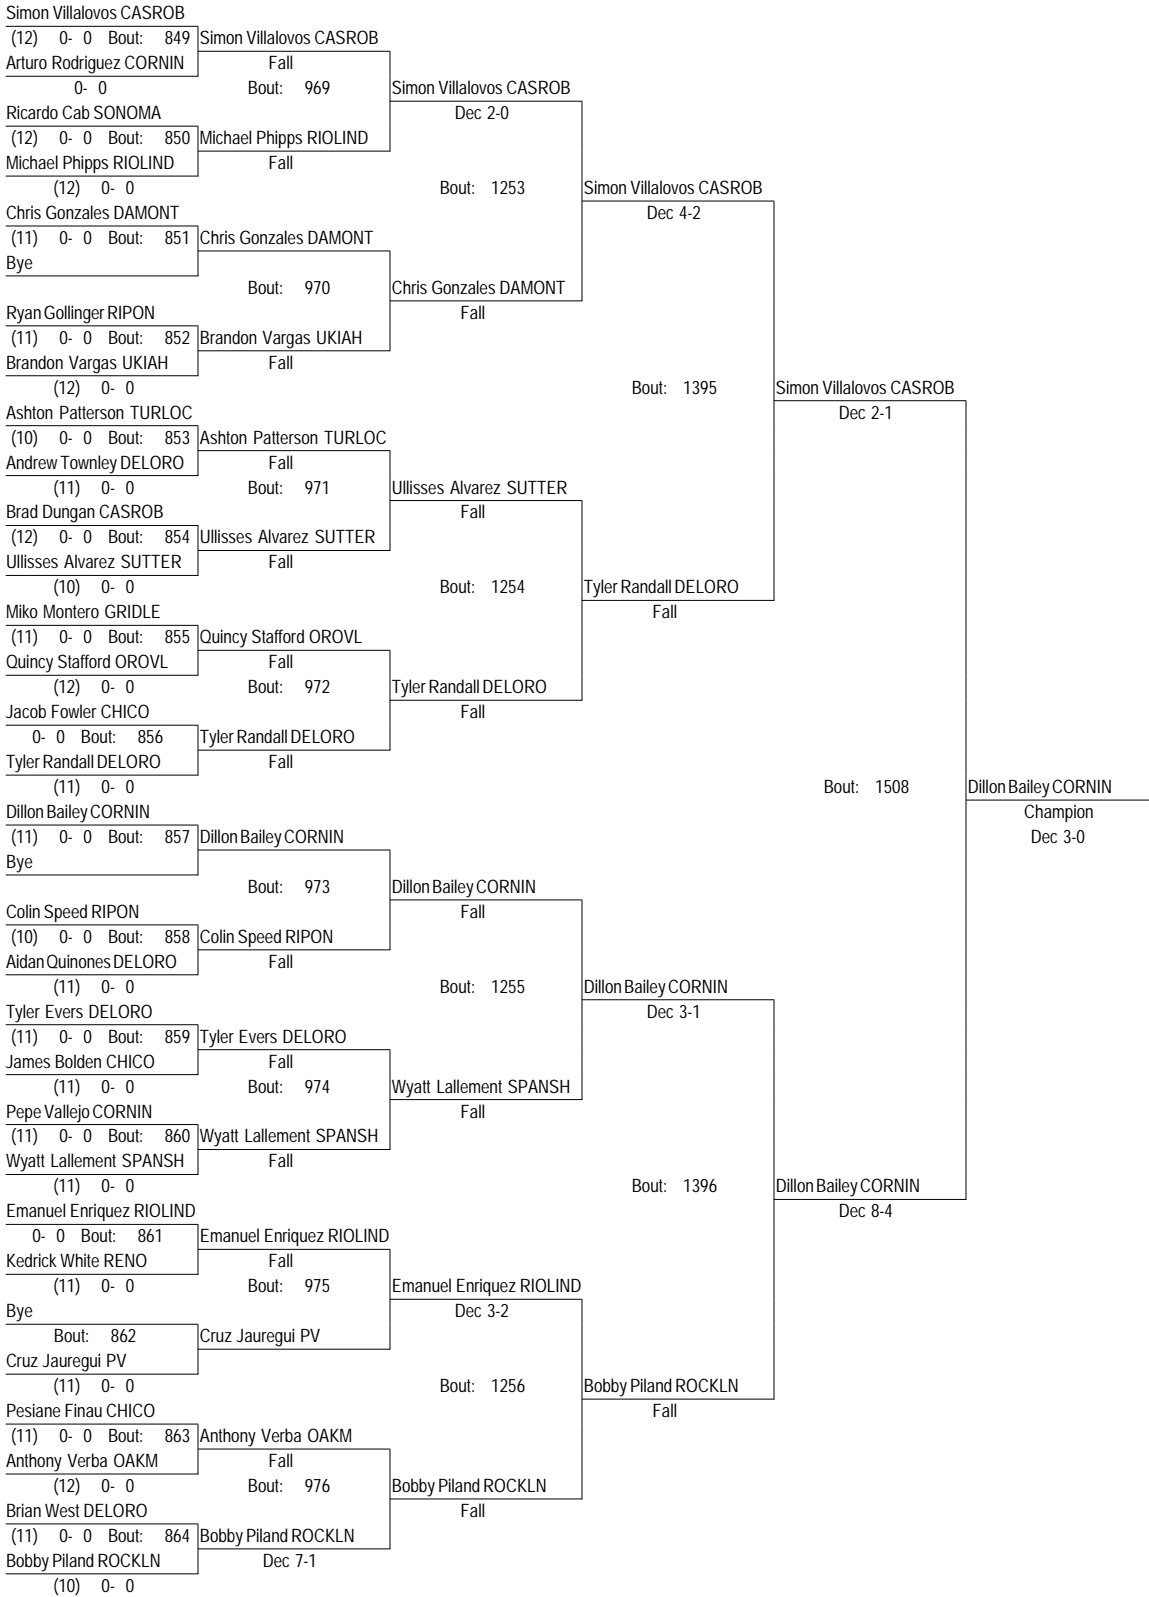 Simon Villalovos CASROB
(12) 0- 0 Bout: 849 Simon Villalovos CASROB
Arturo Rodriguez CORNIN Fall
0- 0 Bout: 969 Simon Villalovos CASROB
Ricardo Cab SONOMA Dec 2-0
(12) 0- 0 Bout: 850 Michael Phipps RIOLIND
Michael Phipps RIOLIND Fall
(12) 0- 0 Bout: 1253 Simon Villalovos CASROB
Chris Gonzales DAMONT Dec 4-2
(11) 0- 0 Bout: 851 Chris Gonzales DAMONT
Bye
Bout: 970 Chris Gonzales DAMONT
Ryan Gollinger RIPON Fall
(11) 0- 0 Bout: 852 Brandon Vargas UKIAH
Brandon Vargas UKIAH Fall
(12) 0- 0 Bout: 1395 Simon Villalovos CASROB
Ashton Patterson TURLOC Dec 2-1
(10) 0- 0 Bout: 853 Ashton Patterson TURLOC
Andrew Townley DELORO Fall
(11) 0- 0 Bout: 971 Ullisses Alvarez SUTTER
Brad Dungan CASROB Fall
(12) 0- 0 Bout: 854 Ullisses Alvarez SUTTER
Ullisses Alvarez SUTTER Fall
(10) 0- 0 Bout: 1254 Tyler Randall DELORO
Miko Montero GRIDLE Fall
(11) 0- 0 Bout: 855 Quincy Stafford OROVL
Quincy Stafford OROVL Fall
(12) 0- 0 Bout: 972 Tyler Randall DELORO
Jacob Fowler CHICO Fall
0- 0 Bout: 856 Tyler Randall DELORO
Tyler Randall DELORO Fall
(11) 0- 0 Bout: 1508 Dillon Bailey CORNIN
Dillon Bailey CORNIN Champion
(11) 0- 0 Bout: 857 Dillon Bailey CORNIN Dec 3-0
Bye
Bout: 973 Dillon Bailey CORNIN
Colin Speed RIPON Fall
(10) 0- 0 Bout: 858 Colin Speed RIPON
Aidan Quinones DELORO Fall
(11) 0- 0 Bout: 1255 Dillon Bailey CORNIN
Tyler Evers DELORO Dec 3-1
(11) 0- 0 Bout: 859 Tyler Evers DELORO
James Bolden CHICO Fall
(11) 0- 0 Bout: 974 Wyatt Lallement SPANSH
Pepe Vallejo CORNIN Fall
(11) 0- 0 Bout: 860 Wyatt Lallement SPANSH
Wyatt Lallement SPANSH Fall
(11) 0- 0 Bout: 1396 Dillon Bailey CORNIN
Emanuel Enriquez RIOLIND Dec 8-4
0- 0 Bout: 861 Emanuel Enriquez RIOLIND
Kedrick White RENO Fall
(11) 0- 0 Bout: 975 Emanuel Enriquez RIOLIND
Bye Dec 3-2
Bout: 862 Cruz Jauregui PV
Cruz Jauregui PV
(11) 0- 0 Bout: 1256 Bobby Piland ROCKLN
Pesiane Finau CHICO Fall
(11) 0- 0 Bout: 863 Anthony Verba OAKM
Anthony Verba OAKM Fall
(12) 0- 0 Bout: 976 Bobby Piland ROCKLN
Brian West DELORO Fall
(11) 0- 0 Bout: 864 Bobby Piland ROCKLN
Bobby Piland ROCKLN Dec 7-1
(10) 0- 0